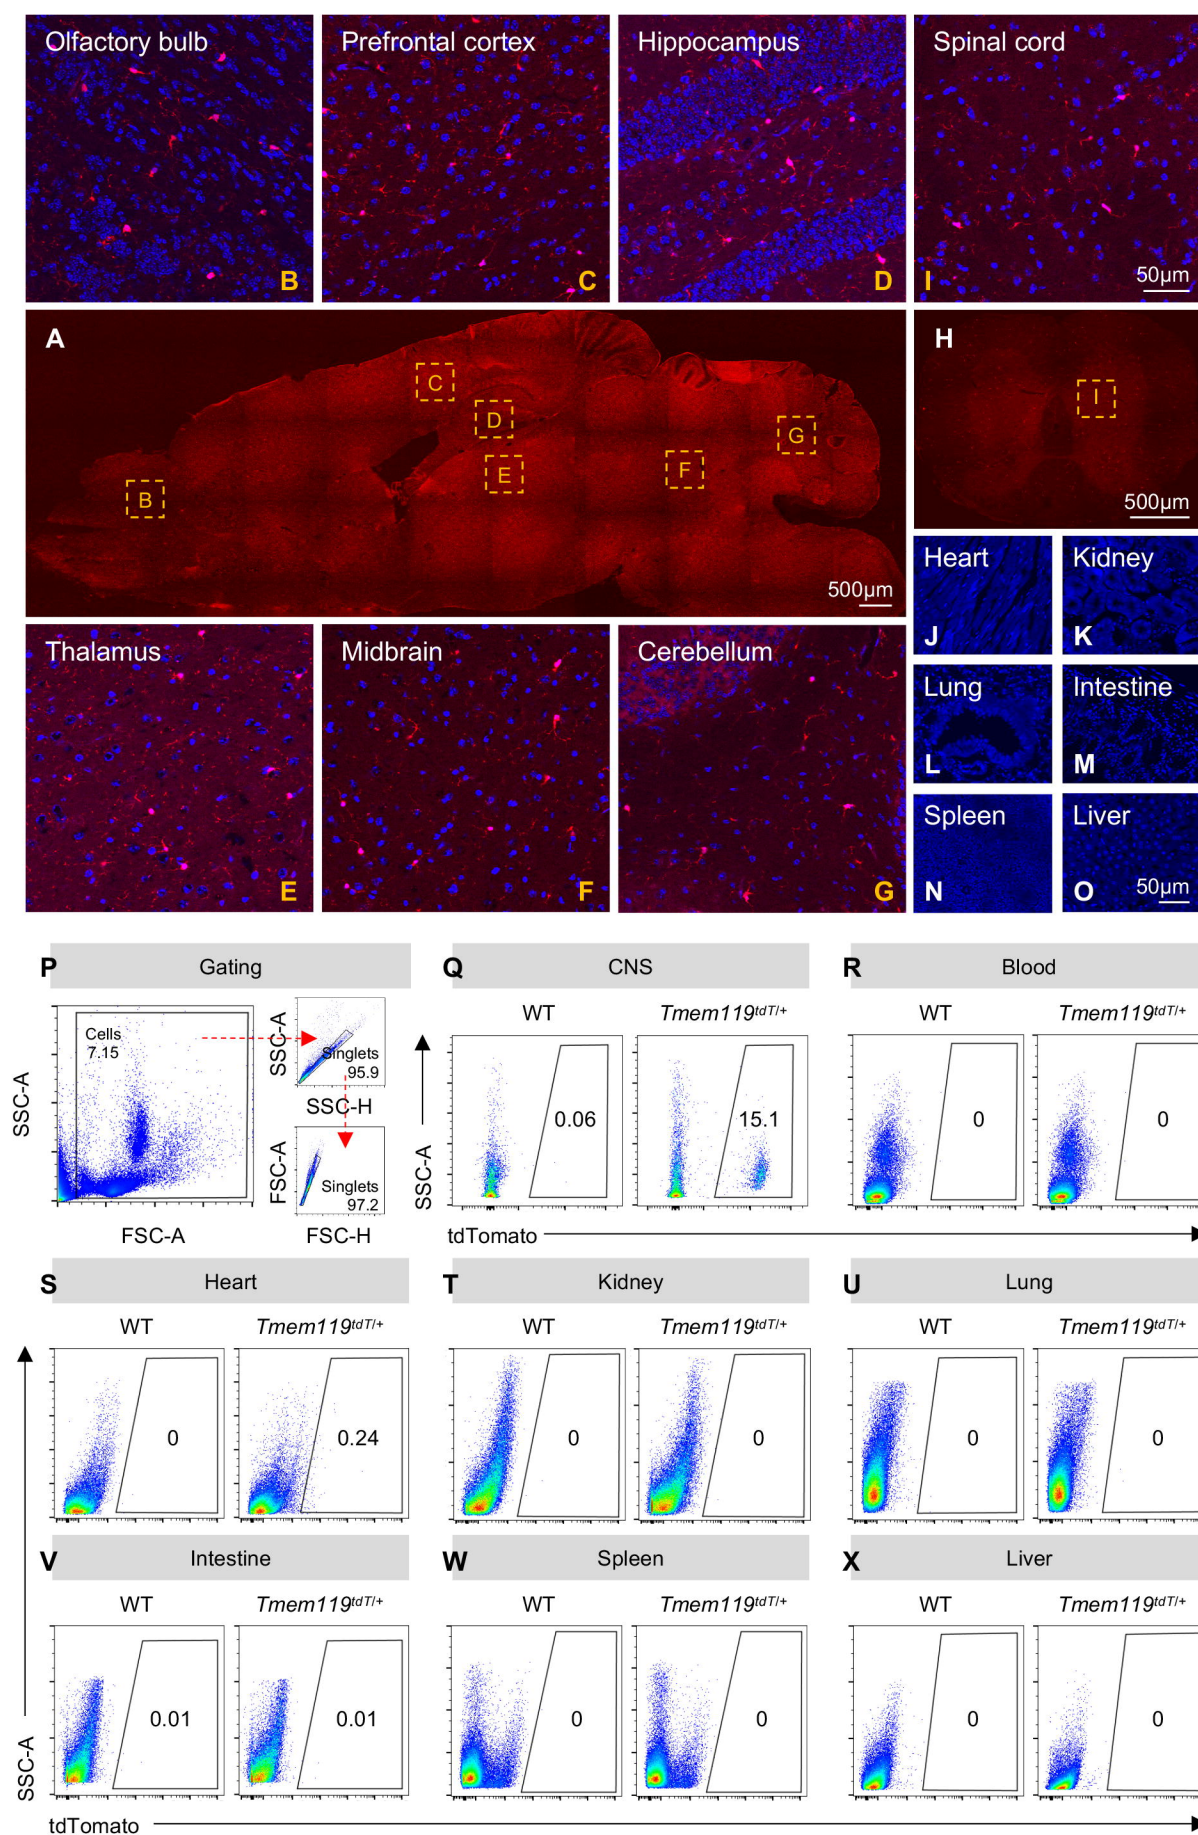 Olfactory bulb
B
Prefrontal cortex
C
Hippocampus
D
Spinal cord
I
50µm
A
B
C
D
E
F
G
500µm
H
I
500µm
Thalamus
E
Midbrain
F
Cerebellum
G
Heart
J
Kidney
K
Lung
L
Intestine
M
Spleen
N
Liver
O
50µm
P
Gating
Cells
7.15
SSC-A
FSC-A
SSC-A
Singlets
95.9
SSC-H
FSC-A
Singlets
97.2
FSC-H
Q
CNS
WT
Tmem119tdT/+
0.06
15.1
SSC-A
R
Blood
WT
Tmem119tdT/+
0
0
tdTomato
S
Heart
WT
Tmem119tdT/+
0
0.24
T
Kidney
WT
Tmem119tdT/+
0
0
U
Lung
WT
Tmem119tdT/+
0
0
V
Intestine
WT
Tmem119tdT/+
0.01
0.01
W
Spleen
WT
Tmem119tdT/+
0
0
X
Liver
WT
Tmem119tdT/+
0
0
SSC-A
tdTomato